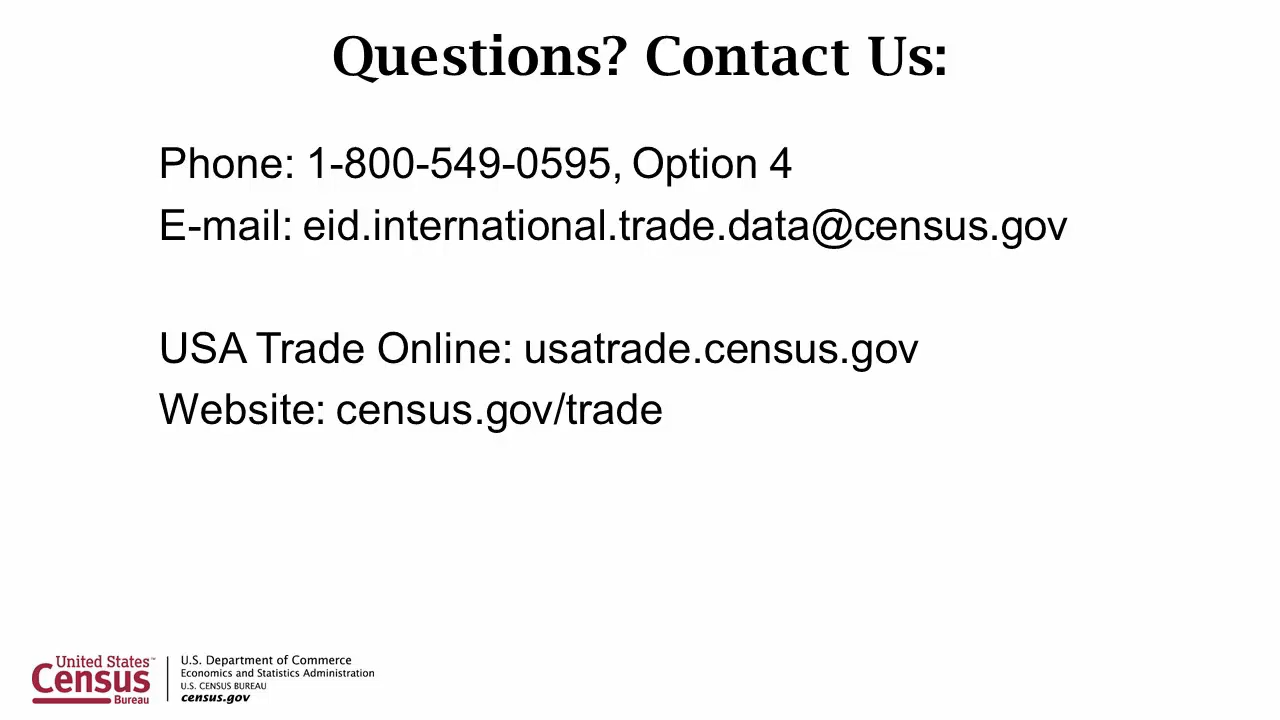 Questions? Contact Us:
Phone: 1-800-549-0595, Option 4
E-mail: eid.international.trade.data@census.gov
USA Trade Online: usatrade.census.gov
Website: census.gov/trade
United States™
Census
Bureau
U.S. Department of Commerce
Economics and Statistics Administration
U.S. CENSUS BUREAU
census.gov